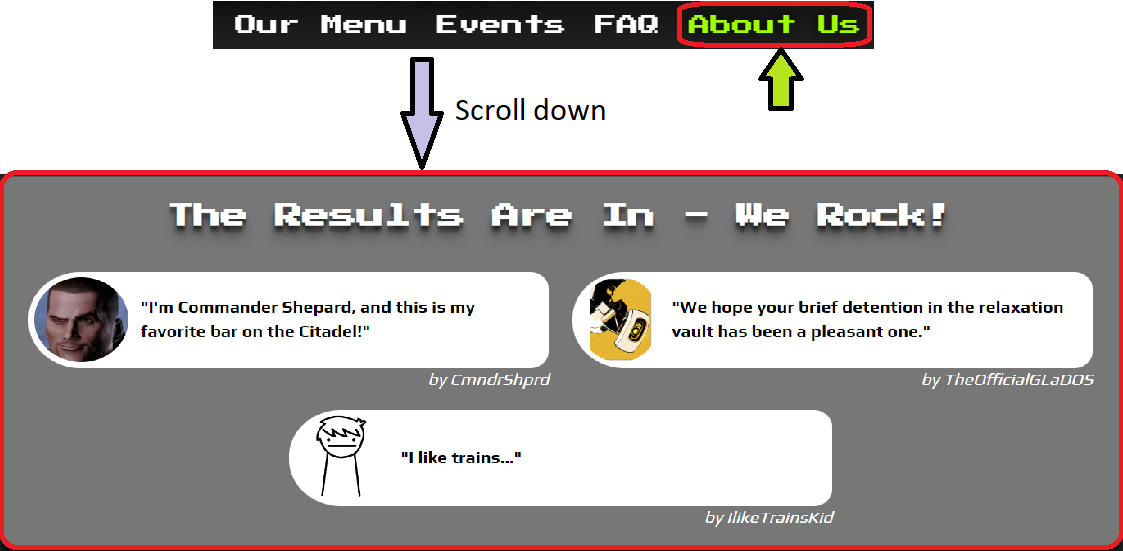 Our Menu Events FAQ About Us
Scroll down
The Results Are In - We Rock!
"I'm Commander Shepard, and this is my
favorite bar on the Citadel!"
by CmndrShprd
"We hope your brief detention in the relaxation
vault has been a pleasant one."
by TheOfficialGLaDOS
"I like trains..."
by IlikeTrainsKid